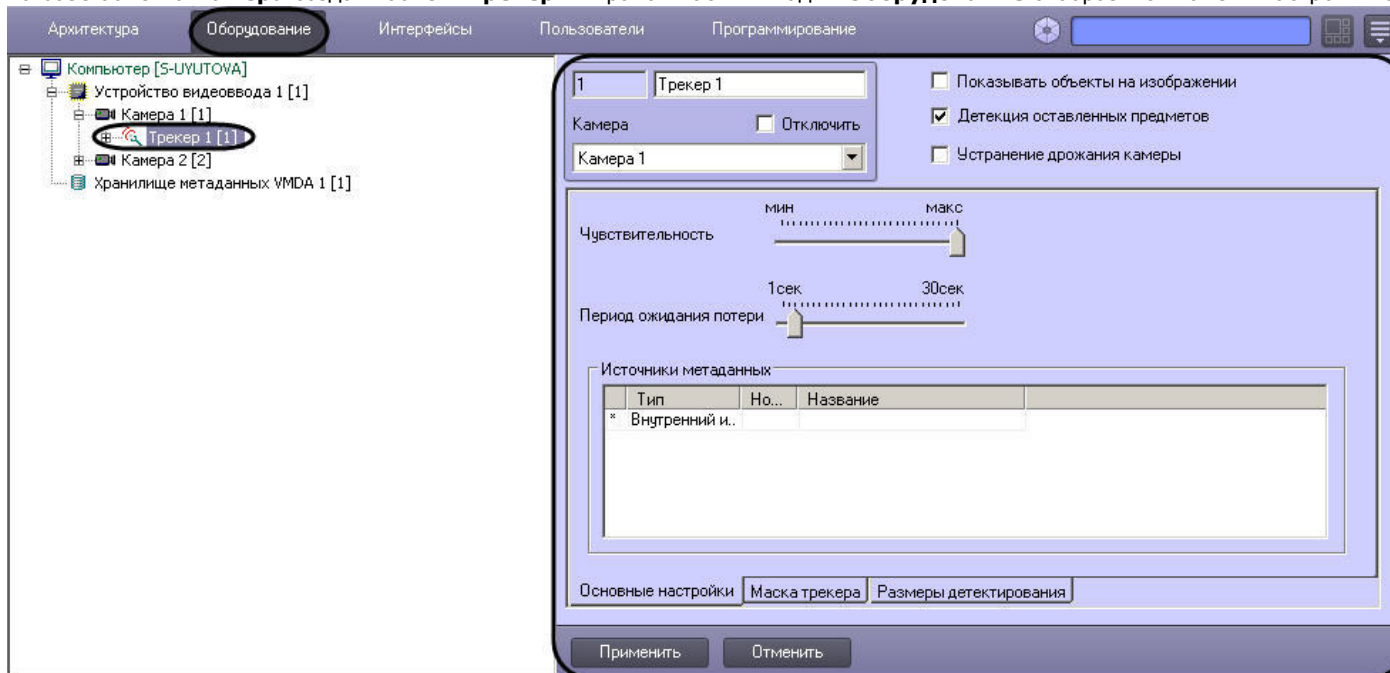 Архитектура Оборудование Интерфейсы Пользователи Программирование
Компьютер [S-UYUTOVA]
Устройство видеоввода 1 [1]
Камера 1 [1]
Трекер 1 [1]
Камера 2 [2]
Хранилище метаданных VMDA 1 [1]
1 Трекер 1
Камера Отключить
Камера 1
Показывать объекты на изображении
Детекция оставленных предметов
Устранение дрожания камеры
мин макс
Чувствительность
1сек 30сек
Период ожидания потери
Источники метаданных
Тип Но... Название
* Внутренний и..
Основные настройки Маска трекера Размеры детектирования
Применить Отменить